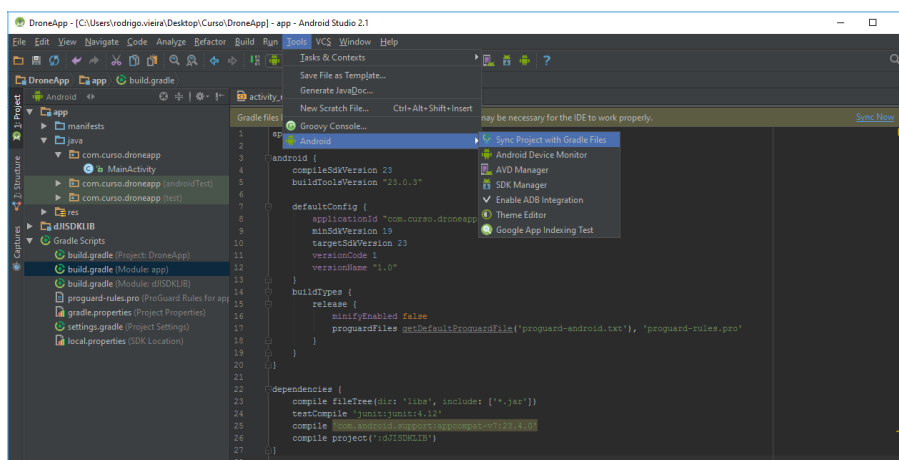 DroneApp - [C:\Users\rodrigo.vieira\Desktop\Curso\DroneApp] - app - Android Studio 2.1
File Edit View Navigate Code Analyze Refactor Build Run Tools VCS Window Help
Tasks & Contexts
Save File as Template...
Generate JavaDoc...
New Scratch File... Ctrl+Alt+Shift+Insert
Groovy Console...
Android
Sync Project with Gradle Files
Android Device Monitor
AVD Manager
SDK Manager
Enable ADB Integration
Theme Editor
Google App Indexing Test
DroneApp app build.gradle
1: Project
7: Structure
Captures
Android
app
manifests
java
com.curso.droneapp
MainActivity
com.curso.droneapp (androidTest)
com.curso.droneapp (test)
res
dJISDKLIB
Gradle Scripts
build.gradle (Project: DroneApp)
build.gradle (Module: app)
build.gradle (Module: dJISDKLIB)
proguard-rules.pro (ProGuard Rules for app
gradle.properties (Project Properties)
settings.gradle (Project Settings)
local.properties (SDK Location)
activity_
Gradle files may be necessary for the IDE to work properly. Sync Now
1 ap
2
3 android {
4 compileSdkVersion 23
5 buildToolsVersion "23.0.3"
6
7 defaultConfig {
8 applicationId "com.curso.droneapp
9 minSdkVersion 19
10 targetSdkVersion 23
11 versionCode 1
12 versionName "1.0"
13 }
14 buildTypes {
15 release {
16 minifyEnabled false
17 proguardFiles getDefaultProguardFile('proguard-android.txt'), 'proguard-rules.pro'
18 }
19 }
20 }
21
22 dependencies {
23 compile fileTree(dir: 'libs', include: ['*.jar'])
24 testCompile 'junit:junit:4.12'
25 compile 'com.android.support:appcompat-v7:23.4.0'
26 compile project(':dJISDKLIB')
27 }